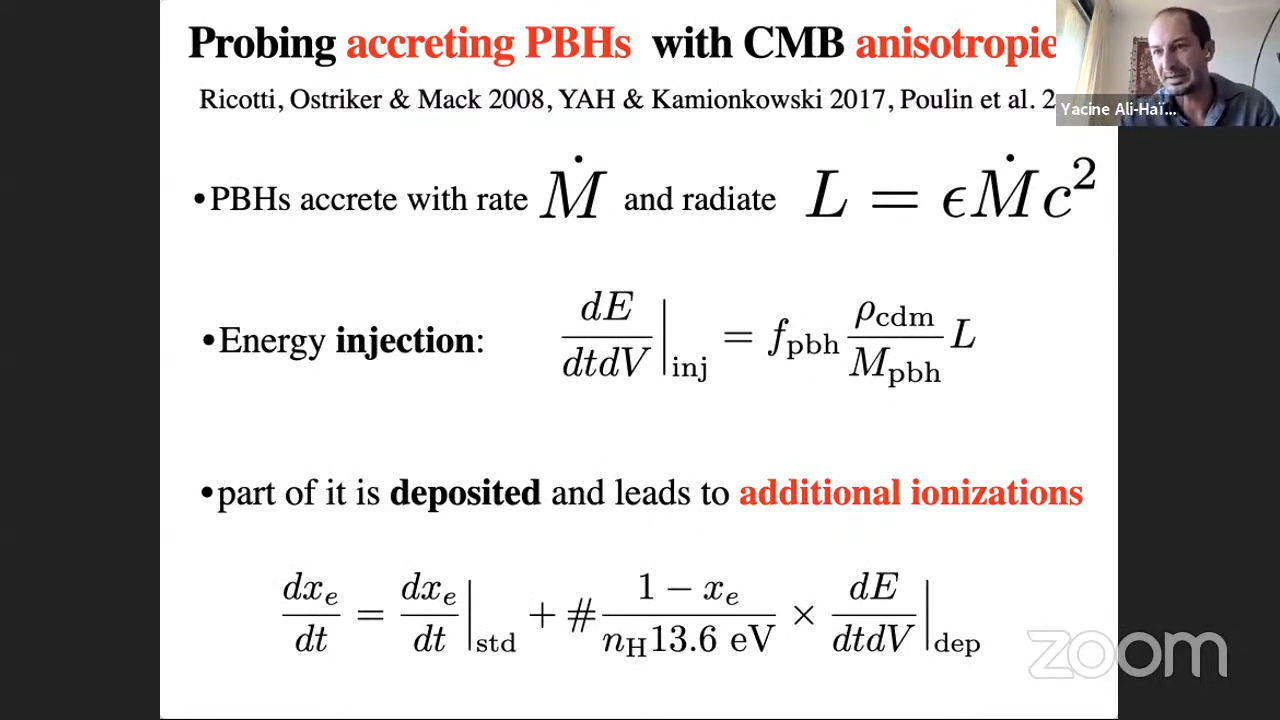 Probing accreting PBHs with CMB anisotropie
Ricotti, Ostriker & Mack 2008, YAH & Kamionkowski 2017, Poulin et al. 2
Yacine Ali-Haï...
•PBHs accrete with rate Ṁ and radiate L = ϵṀc²
•Energy injection: dE/dtdV|inj = fpbh ρcdm/Mpbh L
•part of it is deposited and leads to additional ionizations
dxe/dt = dxe/dt|std + # 1 − xe/nH13.6 eV × dE/dtdV|dep
zoom